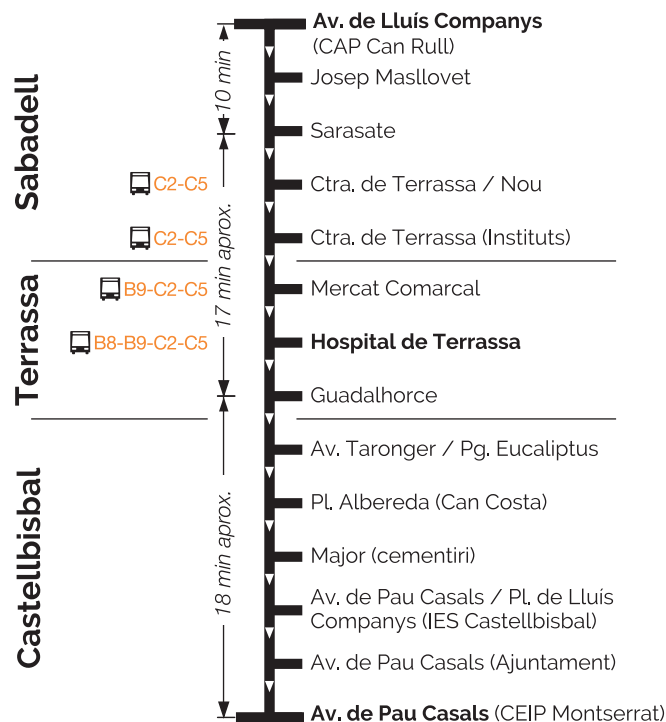 Av. de Lluís Companys
(CAP Can Rull)
Josep Masllovet
Sarasate
Ctra. de Terrassa / Nou
Ctra. de Terrassa (Instituts)
Mercat Comarcal
Hospital de Terrassa
Guadalhorce
Av. Taronger / Pg. Eucaliptus
Pl. Albereda (Can Costa)
Major (cementiri)
Av. de Pau Casals / Pl. de Lluís
Companys (IES Castellbisbal)
Av. de Pau Casals (Ajuntament)
Av. de Pau Casals (CEIP Montserrat)
Sabadell
Terrassa
Castellbisbal
10 min
17 min aprox.
18 min aprox.
C2-C5
C2-C5
B9-C2-C5
B8-B9-C2-C5